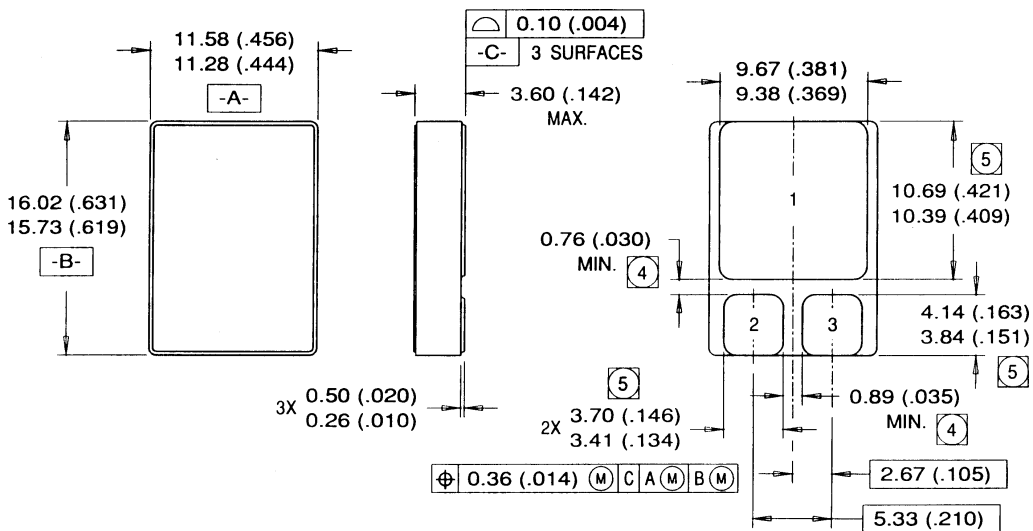 11.58 (.456)
11.28 (.444)
-A-
16.02 (.631)
15.73 (.619)
-B-
⌓ 0.10 (.004)
-C- 3 SURFACES
3.60 (.142)
MAX.
3X 0.50 (.020)
0.26 (.010)
9.67 (.381)
9.38 (.369)
1
5
10.69 (.421)
10.39 (.409)
0.76 (.030)
MIN. 4
2
3
4.14 (.163)
3.84 (.151)
5
5
2X 3.70 (.146)
3.41 (.134)
0.89 (.035)
MIN. 4
⌖ 0.36 (.014) Ⓜ C A Ⓜ B Ⓜ
2.67 (.105)
5.33 (.210)